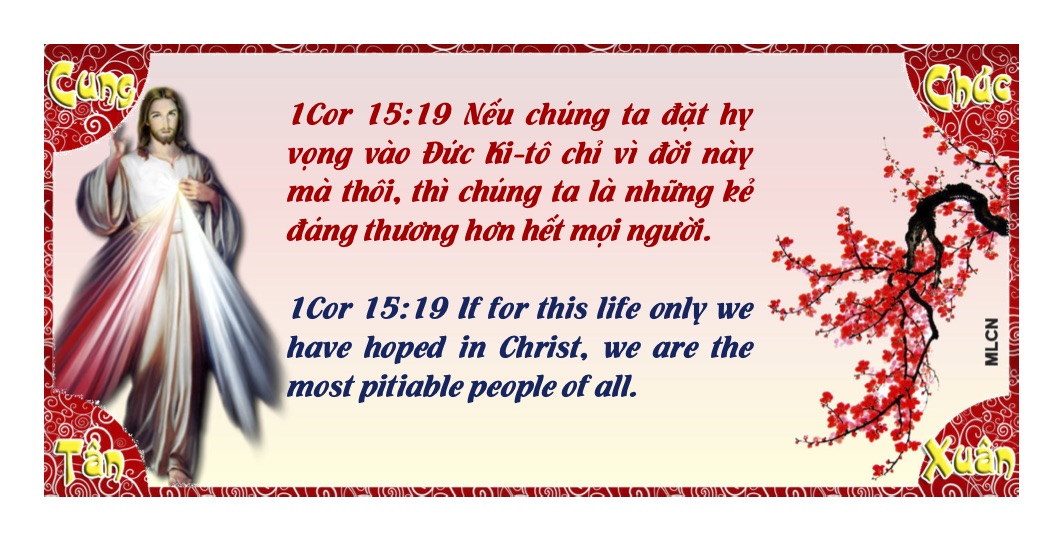 Cung
Chúc
1Cor 15:19 Nếu chúng ta đặt hy
vọng vào Đức Ki-tô chỉ vì đời này
mà thôi, thì chúng ta là những kẻ
đáng thương hơn hết mọi người.
1Cor 15:19 If for this life only we
have hoped in Christ, we are the
most pitiable people of all.
MLCN
Tân
Xuân